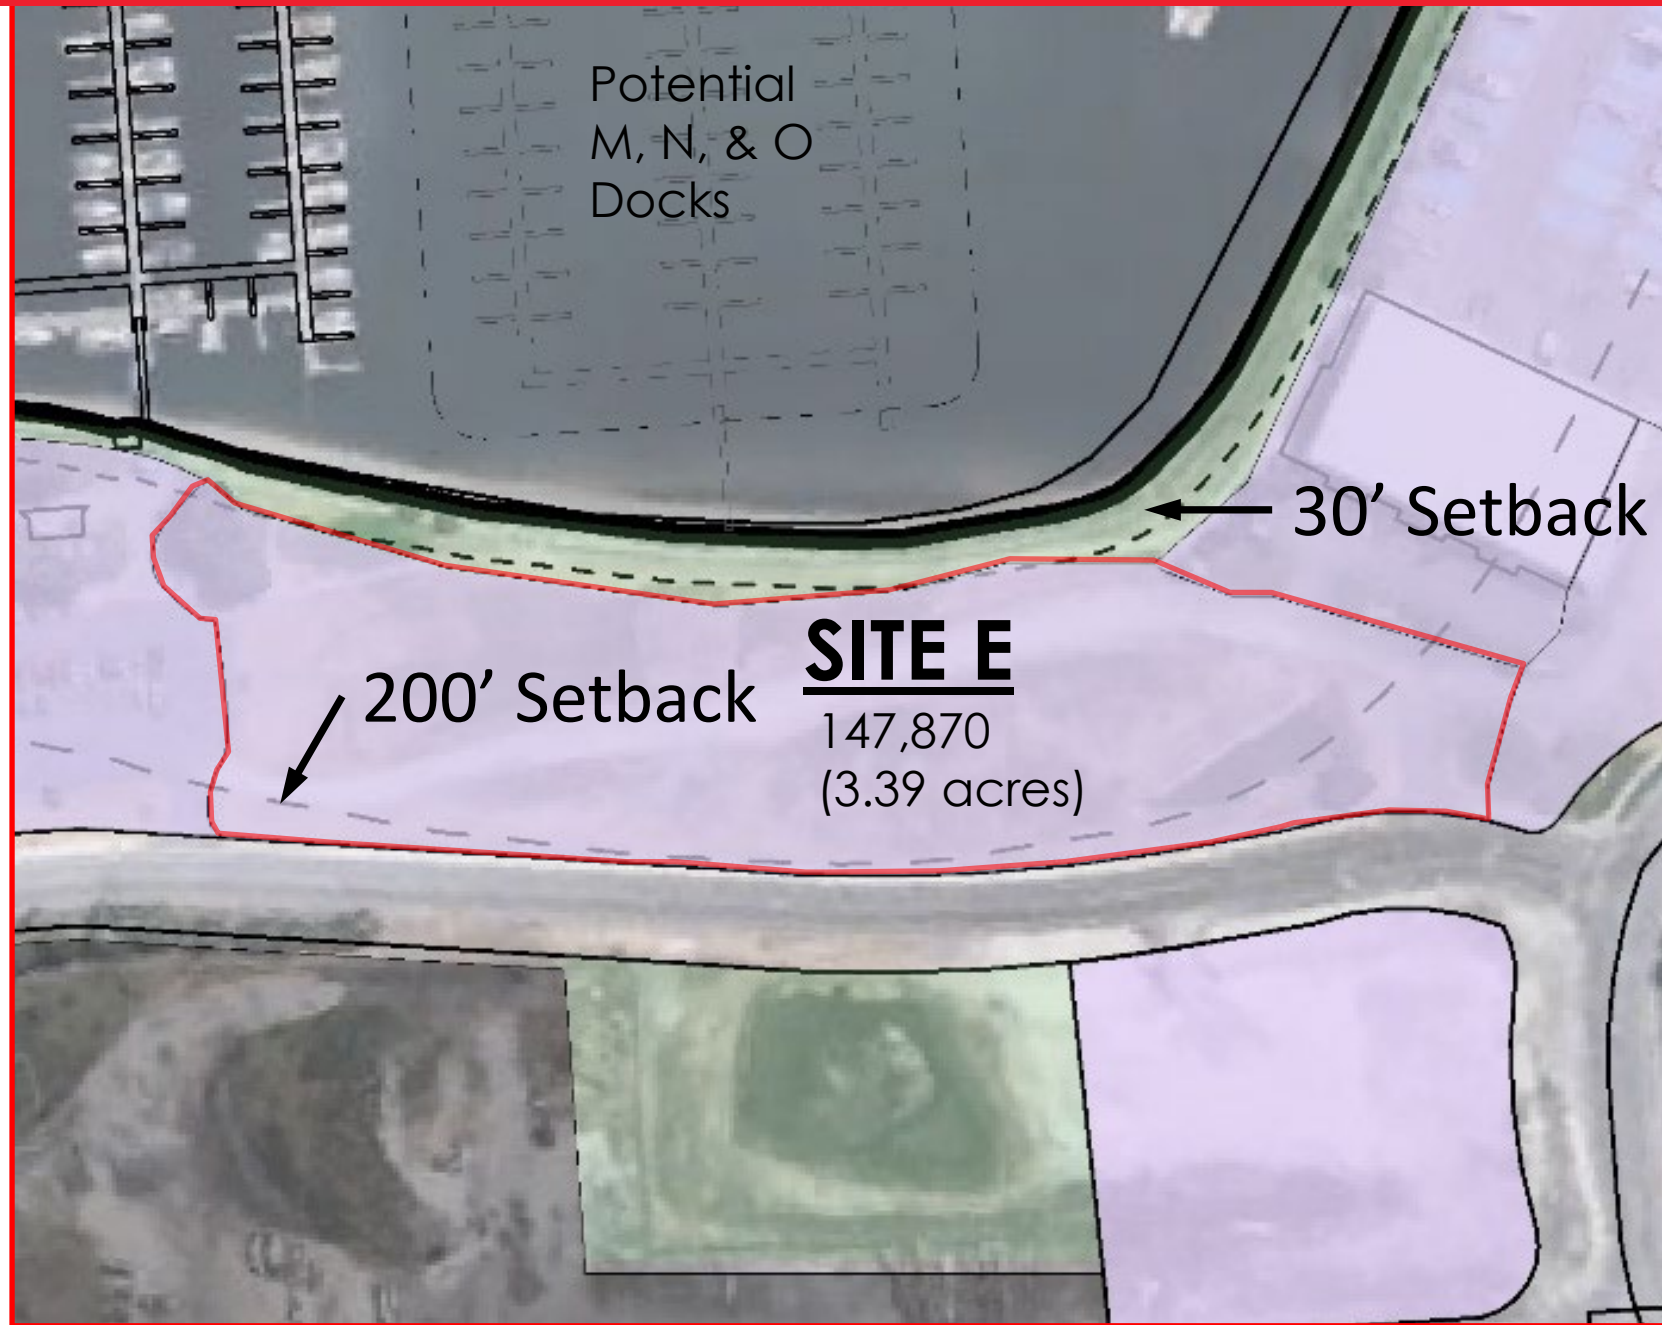 Potential
M, N, & O
Docks
30’ Setback
SITE E
200’ Setback
147,870
(3.39 acres)